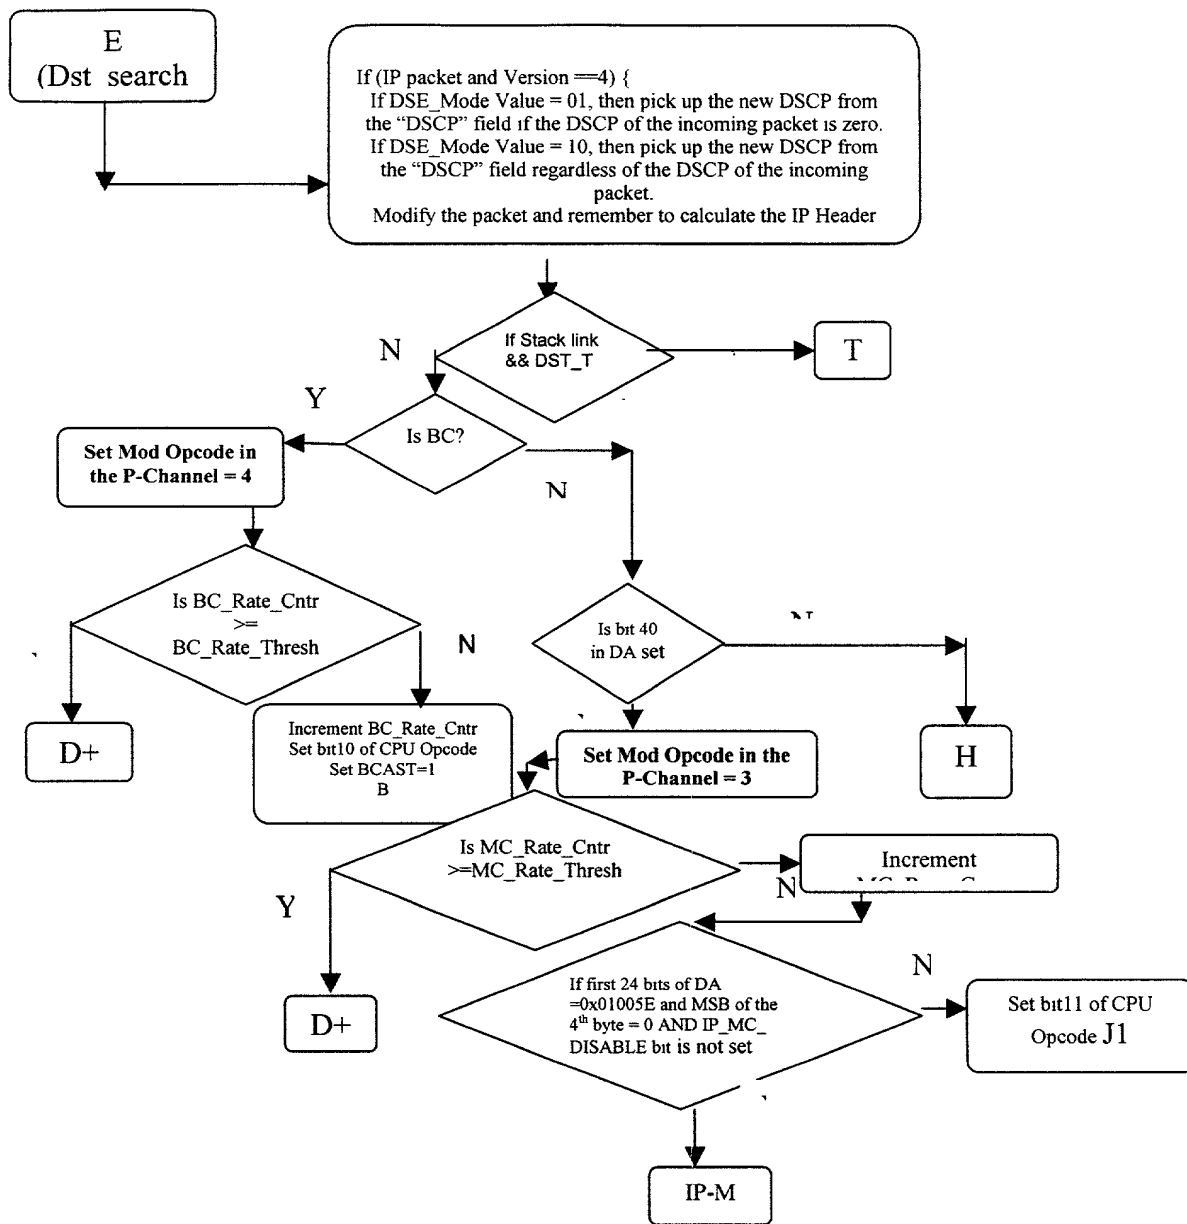 E
(Dst search
If (IP packet and Version ==4) {
If DSE_Mode Value = 01, then pick up the new DSCP from
the “DSCP” field if the DSCP of the incoming packet is zero.
If DSE_Mode Value = 10, then pick up the new DSCP from
the “DSCP” field regardless of the DSCP of the incoming
packet.
Modify the packet and remember to calculate the IP Header
If Stack link
&& DST_T
N
T
Y
Is BC?
Set Mod Opcode in
the P-Channel = 4
N
Is BC_Rate_Cntr
>=
BC_Rate_Thresh
N
Is bit 40
in DA set
D+
Increment BC_Rate_Cntr
Set bit10 of CPU Opcode
Set BCAST=1
B
Set Mod Opcode in the
P-Channel = 3
H
Is MC_Rate_Cntr
>=MC_Rate_Thresh
Increment
N
Y
If first 24 bits of DA
=0x01005E and MSB of the
4th byte = 0 AND IP_MC_
DISABLE bit is not set
N
Set bit11 of CPU
Opcode J1
D+
IP-M